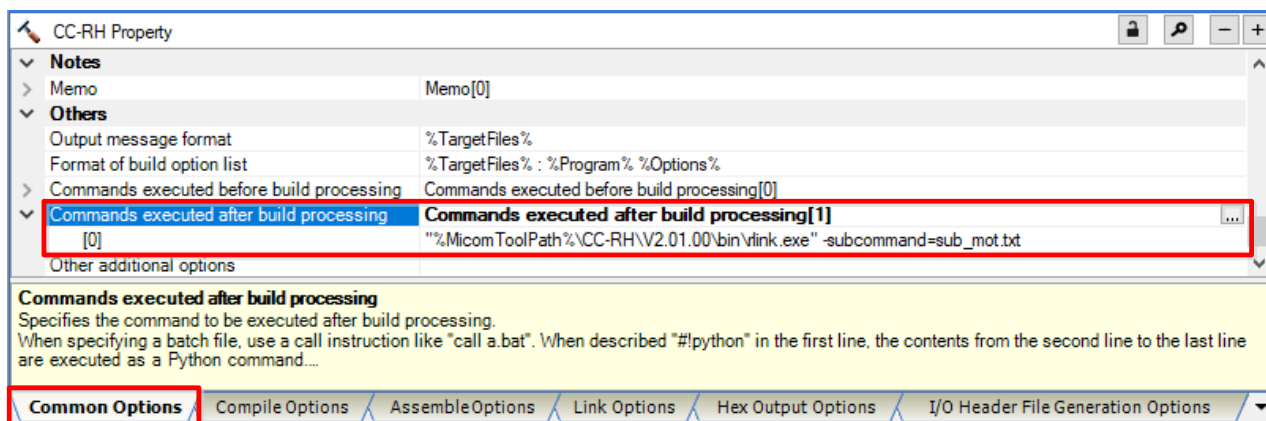 CC-RH Property
Notes
Memo Memo[0]
Others
Output message format %TargetFiles%
Format of build option list %TargetFiles% : %Program% %Options%
Commands executed before build processing Commands executed before build processing[0]
Commands executed after build processing Commands executed after build processing[1] ...
[0] "%MicomToolPath%\CC-RH\V2.01.00\bin\rlink.exe" -subcommand=sub_mot.txt
Other additional options
Commands executed after build processing
Specifies the command to be executed after build processing.
When specifying a batch file, use a call instruction like "call a.bat". When described "#!python" in the first line, the contents from the second line to the last line
are executed as a Python command....
Common Options Compile Options Assemble Options Link Options Hex Output Options I/O Header File Generation Options